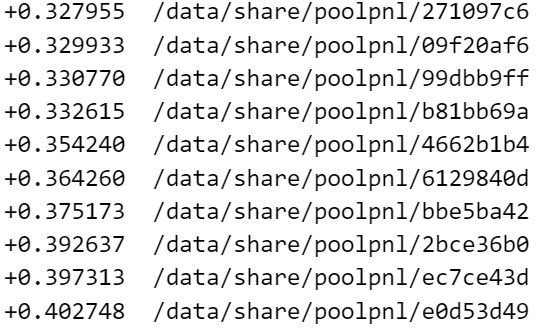 +0.327955  /data/share/poolpnl/271097c6
+0.329933  /data/share/poolpnl/09f20af6
+0.330770  /data/share/poolpnl/99dbb9ff
+0.332615  /data/share/poolpnl/b81bb69a
+0.354240  /data/share/poolpnl/4662b1b4
+0.364260  /data/share/poolpnl/6129840d
+0.375173  /data/share/poolpnl/bbe5ba42
+0.392637  /data/share/poolpnl/2bce36b0
+0.397313  /data/share/poolpnl/ec7ce43d
+0.402748  /data/share/poolpnl/e0d53d49